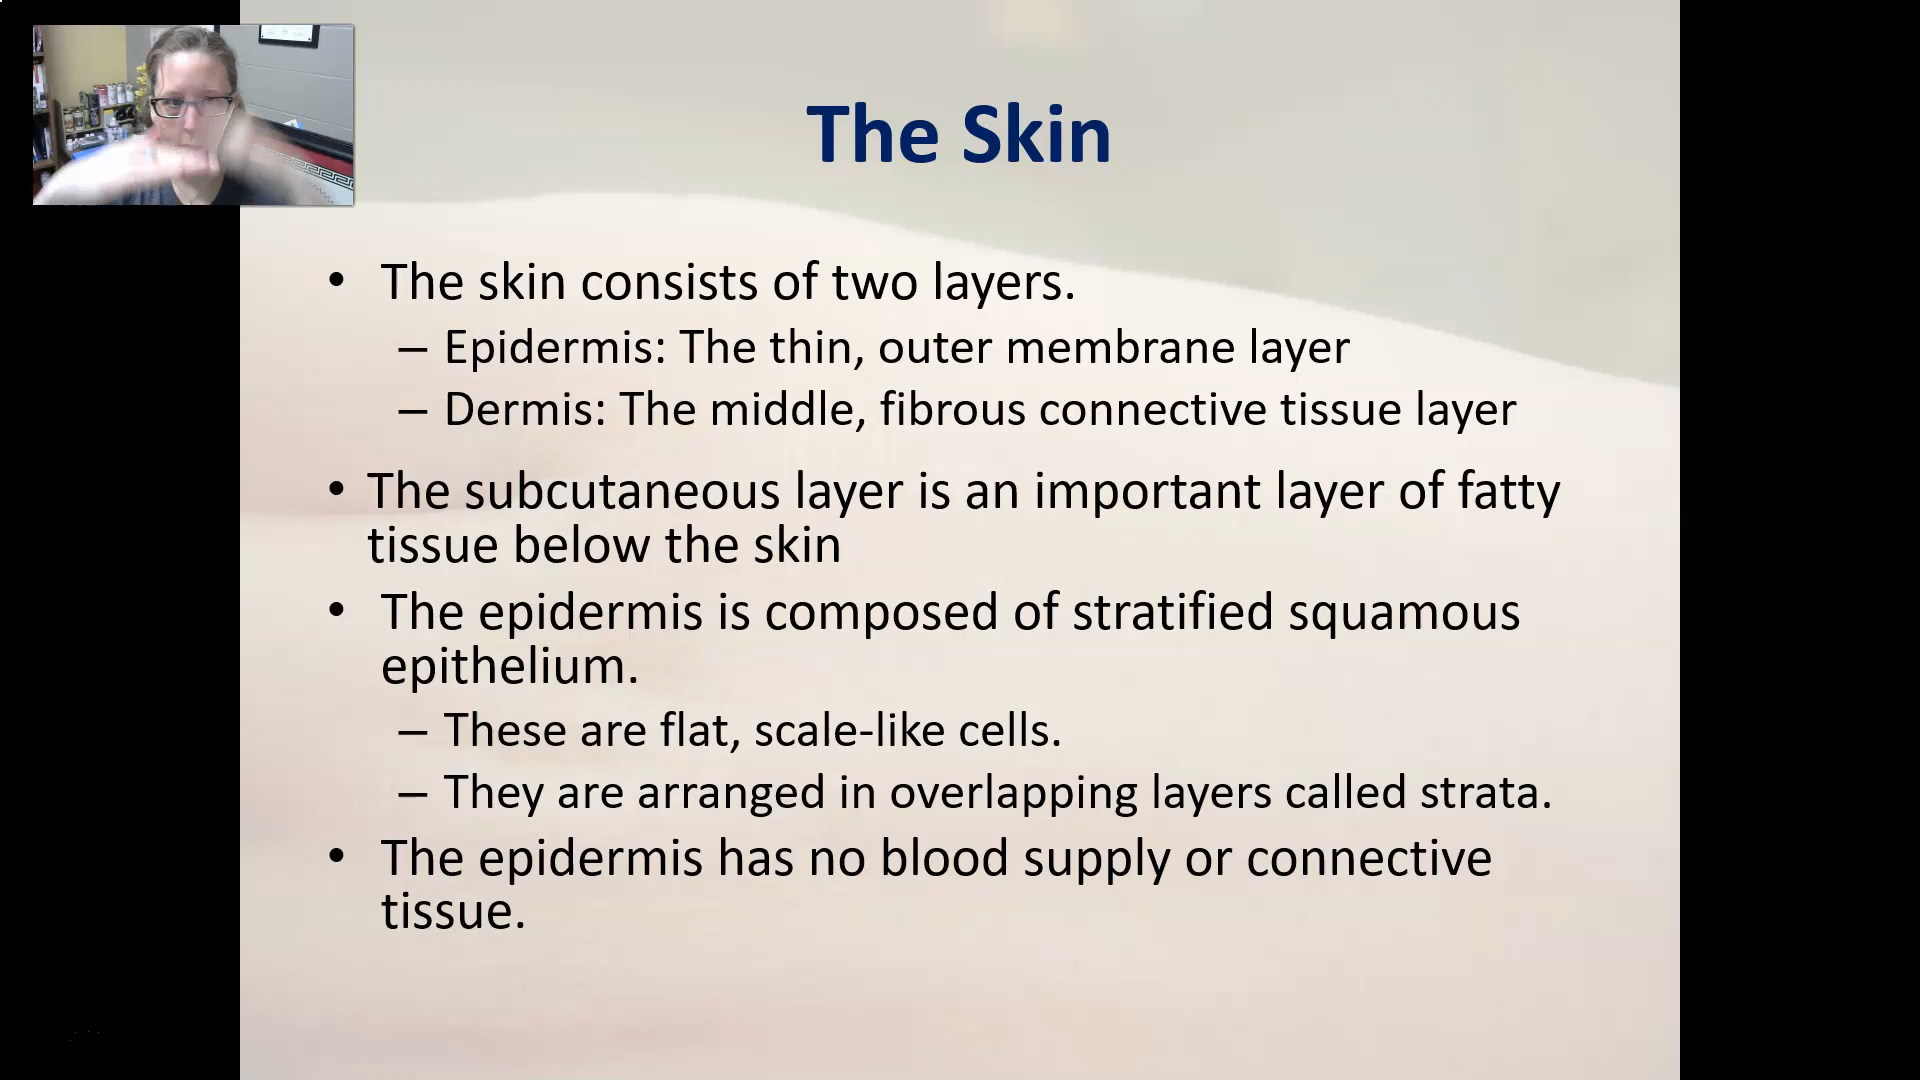 The Skin
• The skin consists of two layers.
– Epidermis: The thin, outer membrane layer
– Dermis: The middle, fibrous connective tissue layer
• The subcutaneous layer is an important layer of fatty
tissue below the skin
• The epidermis is composed of stratified squamous
epithelium.
– These are flat, scale-like cells.
– They are arranged in overlapping layers called strata.
• The epidermis has no blood supply or connective
tissue.